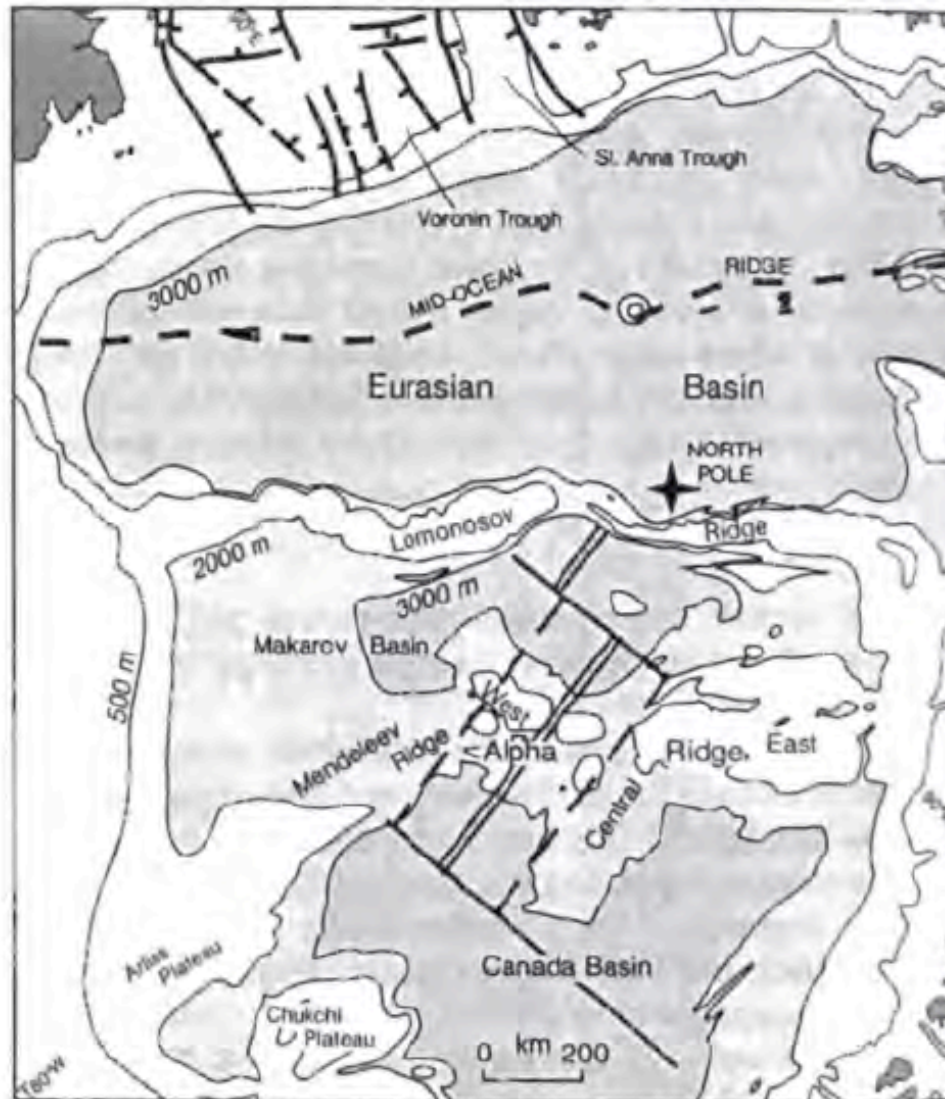 St. Anna Trough
Voronin Trough
3000 m
MID-OCEAN
RIDGE
Eurasian
Basin
NORTH
POLE
Lomonosov
Ridge
2000 m
3000 m
Makarov Basin
500 m
West
Mendeleev
Ridge
Alpha
Ridge
East
Central
Arlis
Plateau
Canada Basin
Chukchi
Plateau
0 km 200
180°W